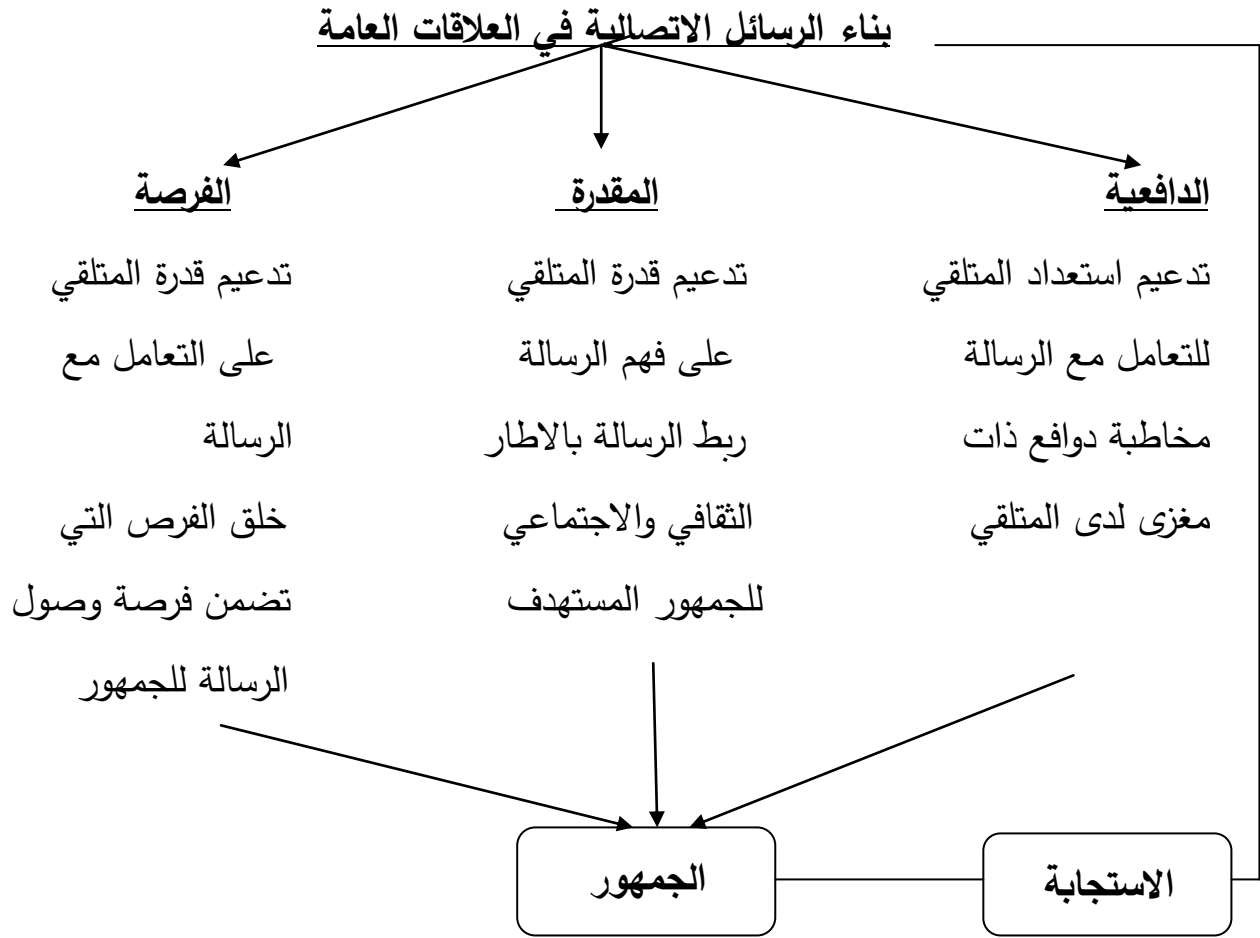 بناء الرسائل الاتصالية في العلاقات العامة
الدافعية
تدعيم استعداد المتلقي
للتعامل مع الرسالة
مخاطبة دوافع ذات
مغزى لدى المتلقي
المقدرة
تدعيم قدرة المتلقي
على فهم الرسالة
ربط الرسالة بالاطار
الثقافي والاجتماعي
للجمهور المستهدف
الفرصة
تدعيم قدرة المتلقي
على التعامل مع
الرسالة
خلق الفرص التي
تضمن فرصة وصول
الرسالة للجمهور
الجمهور
الاستجابة